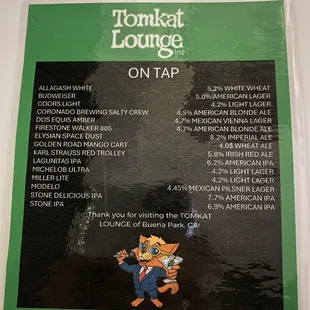 Tomkat
Lounge
Inc
ON TAP
ALLAGASH WHITE 5.2% WHITE WHEAT
BUDWEISER 5.0% AMERICAN LAGER
COORS LIGHT 4.2% LIGHT LAGER
CORONADO BREWING SALTY CREW 4.5% AMERICAN BLONDE ALE
DOS EQUIS AMBER 4.7% MEXICAN VIENNA LAGER
FIRESTONE WALKER 805 4.7% AMERICAN BLONDE ALE
ELYSIAN SPACE DUST 8.2% IMPERIAL ALE
GOLDEN ROAD MANGO CART 4.0$ WHEAT ALE
KARL STRAUSS RED TROLLEY 5.8% IRISH RED ALE
LAGUNITAS IPA 6.2% AMERICAN IPA
MICHELOB ULTRA 4.2% LIGHT LAGER
MILLER LITE 4.2% LIGHT LAGER
MODELO 4.45% MEXICAN PILSNER LAGER
STONE DELICIOUS IPA 7.7% AMERICAN IPA
STONE IPA 6.9% AMERICAN IPA
Thank you for visiting the TOMKAT
LOUNGE of Buena Park, CA!